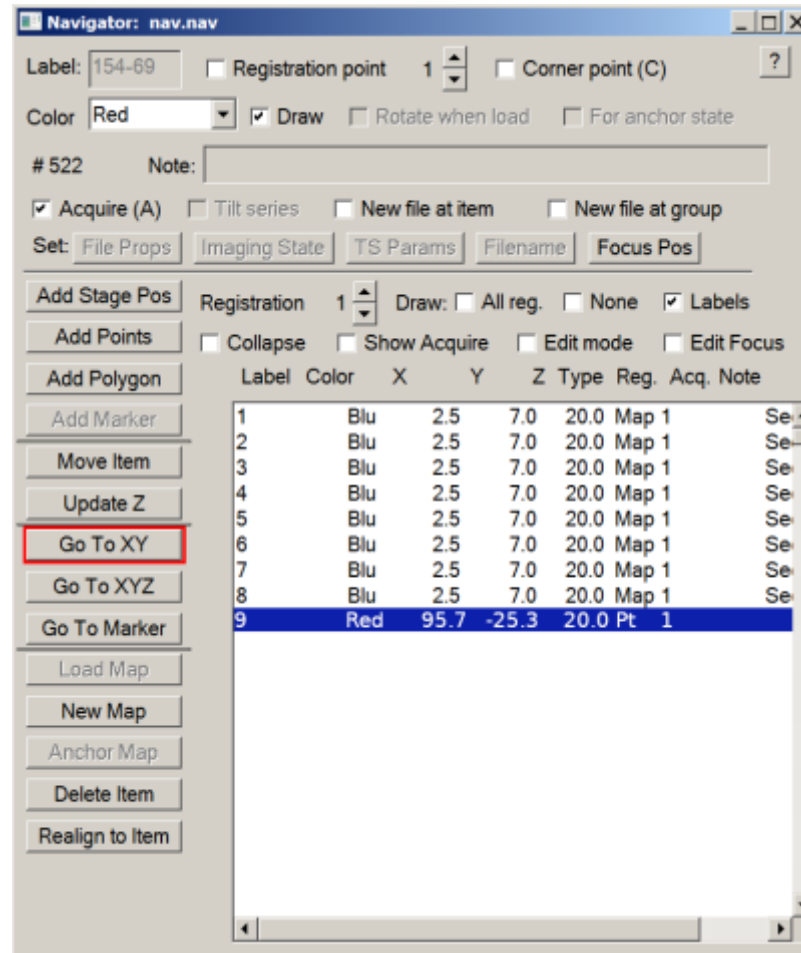 Navigator: nav.nav
Label: 154-69 Registration point 1 Corner point (C) ?
Color Red Draw Rotate when load For anchor state
# 522 Note:
Acquire (A) Tilt series New file at item New file at group
Set: File Props Imaging State TS Params Filename Focus Pos
Add Stage Pos Registration 1 Draw: All reg. None Labels
Add Points Collapse Show Acquire Edit mode Edit Focus
Add Polygon Label Color X Y Z Type Reg. Acq. Note
Add Marker
Move Item
Update Z
Go To XY
Go To XYZ
Go To Marker
Load Map
New Map
Anchor Map
Delete Item
Realign to Item
1 Blu 2.5 7.0 20.0 Map 1 Se
2 Blu 2.5 7.0 20.0 Map 1 Se
3 Blu 2.5 7.0 20.0 Map 1 Se
4 Blu 2.5 7.0 20.0 Map 1 Se
5 Blu 2.5 7.0 20.0 Map 1 Se
6 Blu 2.5 7.0 20.0 Map 1 Se
7 Blu 2.5 7.0 20.0 Map 1 Se
8 Blu 2.5 7.0 20.0 Map 1 Se
9 Red 95.7 -25.3 20.0 Pt 1